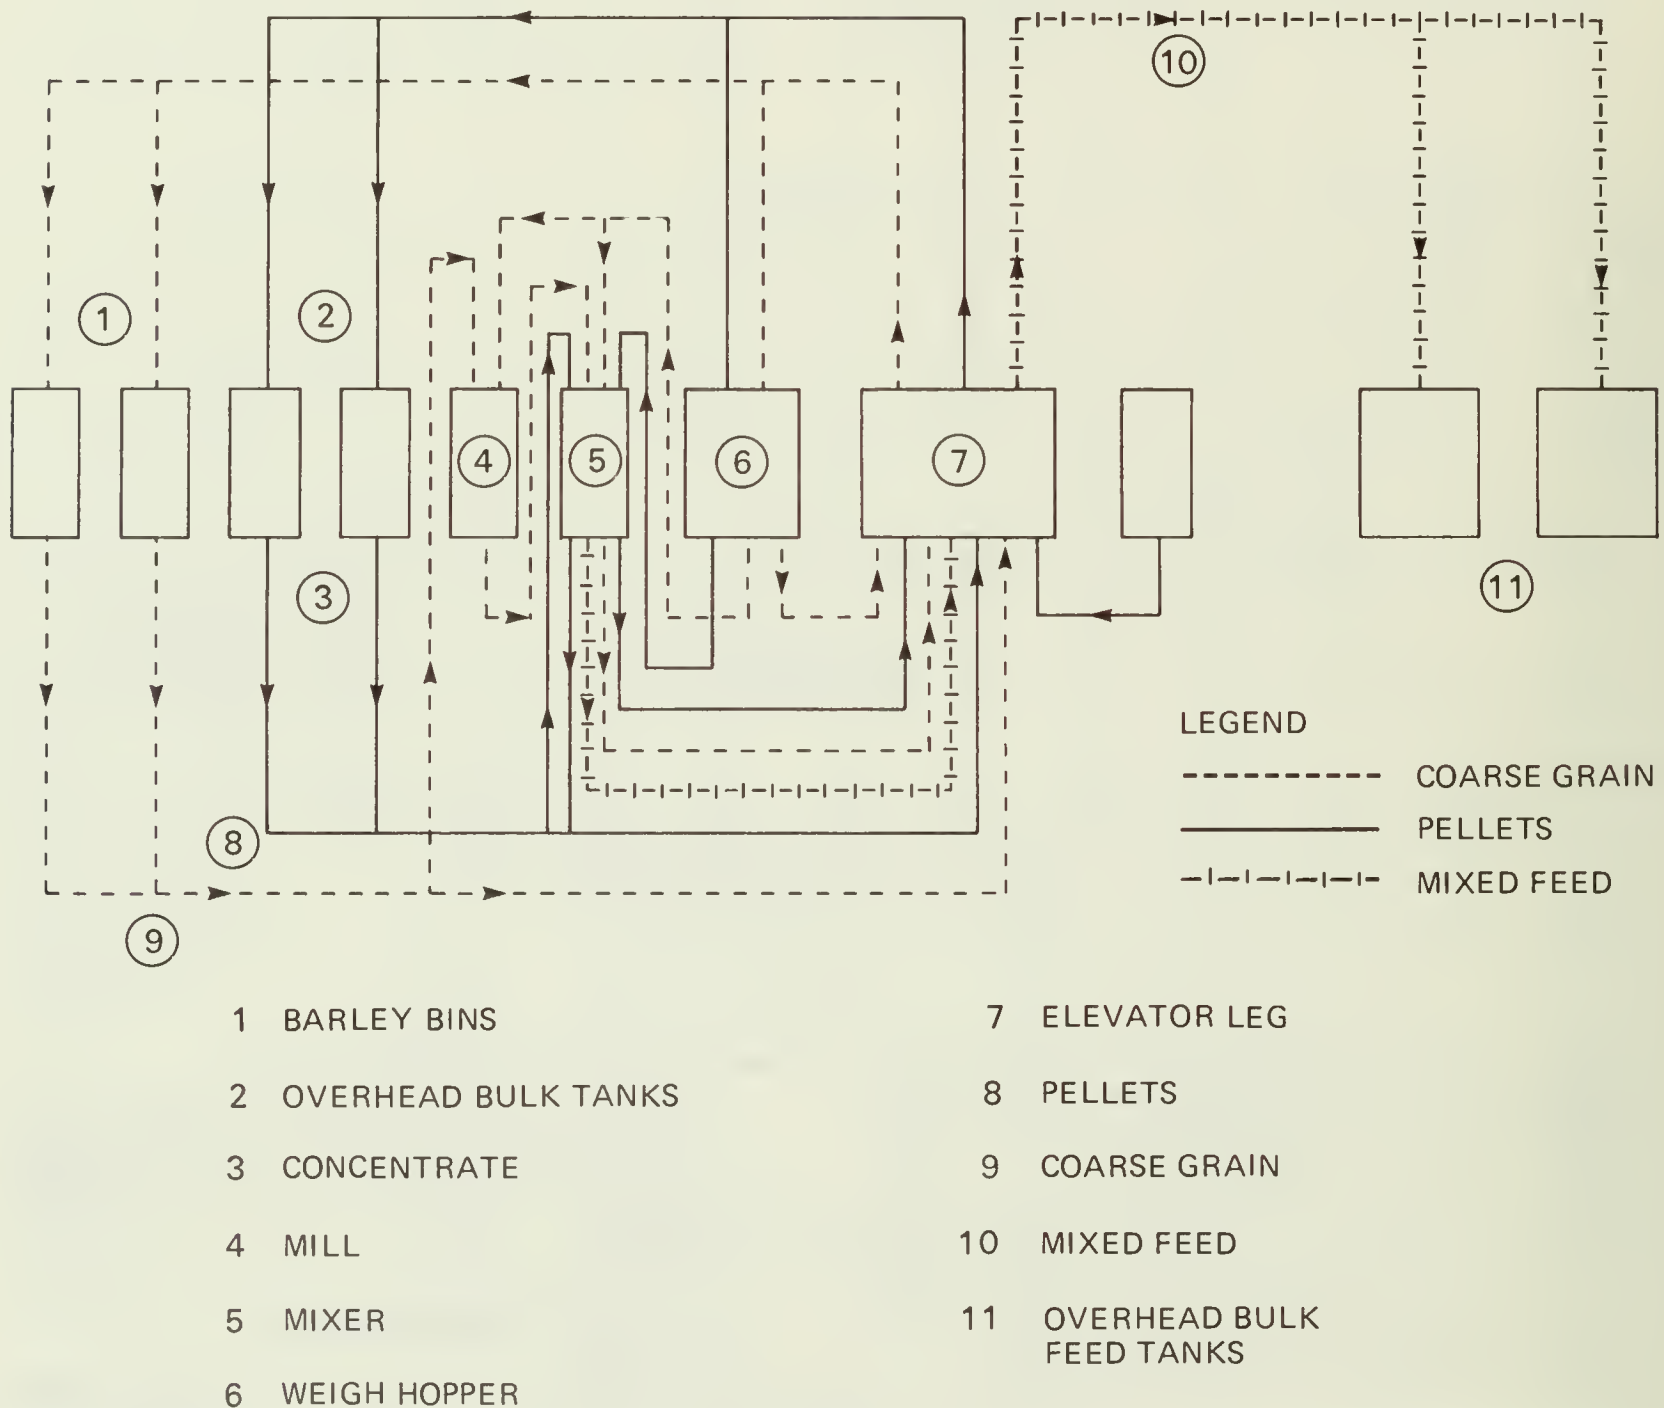 10
1
2
4
5
6
7
3
11
LEGEND
COARSE GRAIN
PELLETS
MIXED FEED
8
9
1 BARLEY BINS
2 OVERHEAD BULK TANKS
3 CONCENTRATE
4 MILL
5 MIXER
6 WEIGH HOPPER
7 ELEVATOR LEG
8 PELLETS
9 COARSE GRAIN
10 MIXED FEED
11 OVERHEAD BULK
FEED TANKS